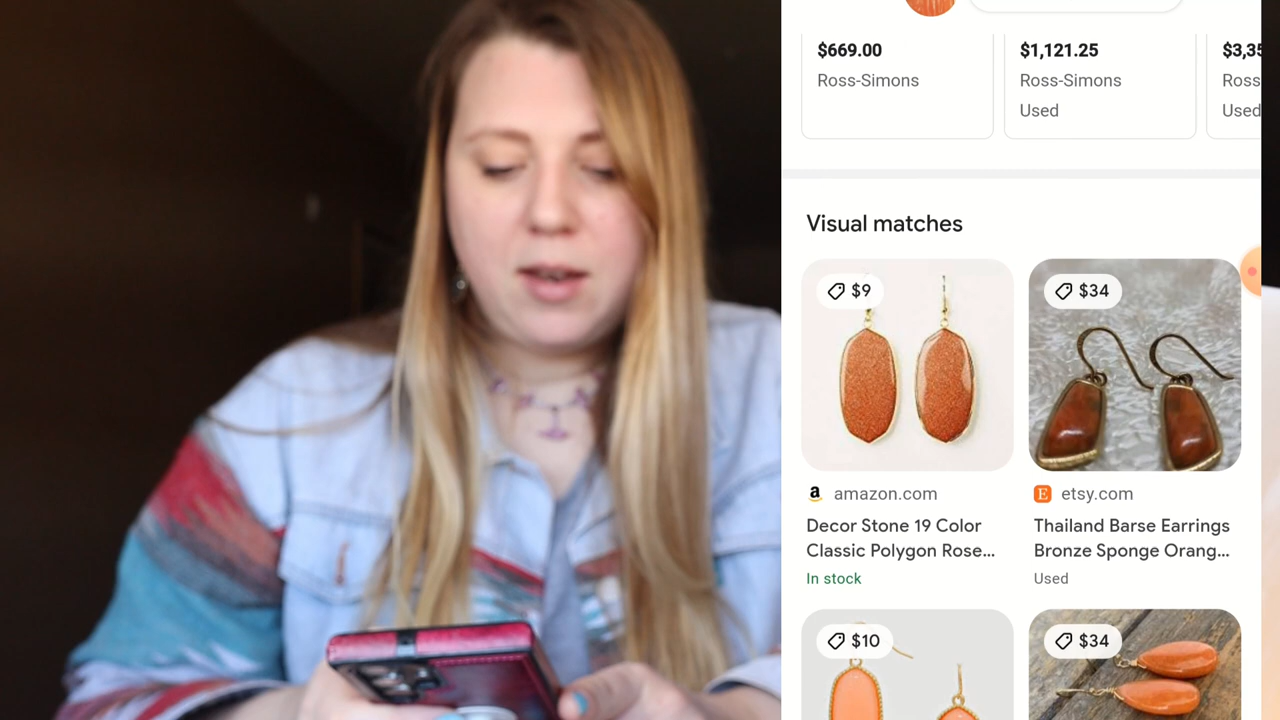 $669.00
Ross-Simons
$1,121.25
Ross-Simons
Used
Used
Visual matches
$9
$34
amazon.com
Decor Stone 19 Color
Classic Polygon Rose...
In stock
etsy.com
Thailand Barse Earrings
Bronze Sponge Orang...
Used
$10
$34